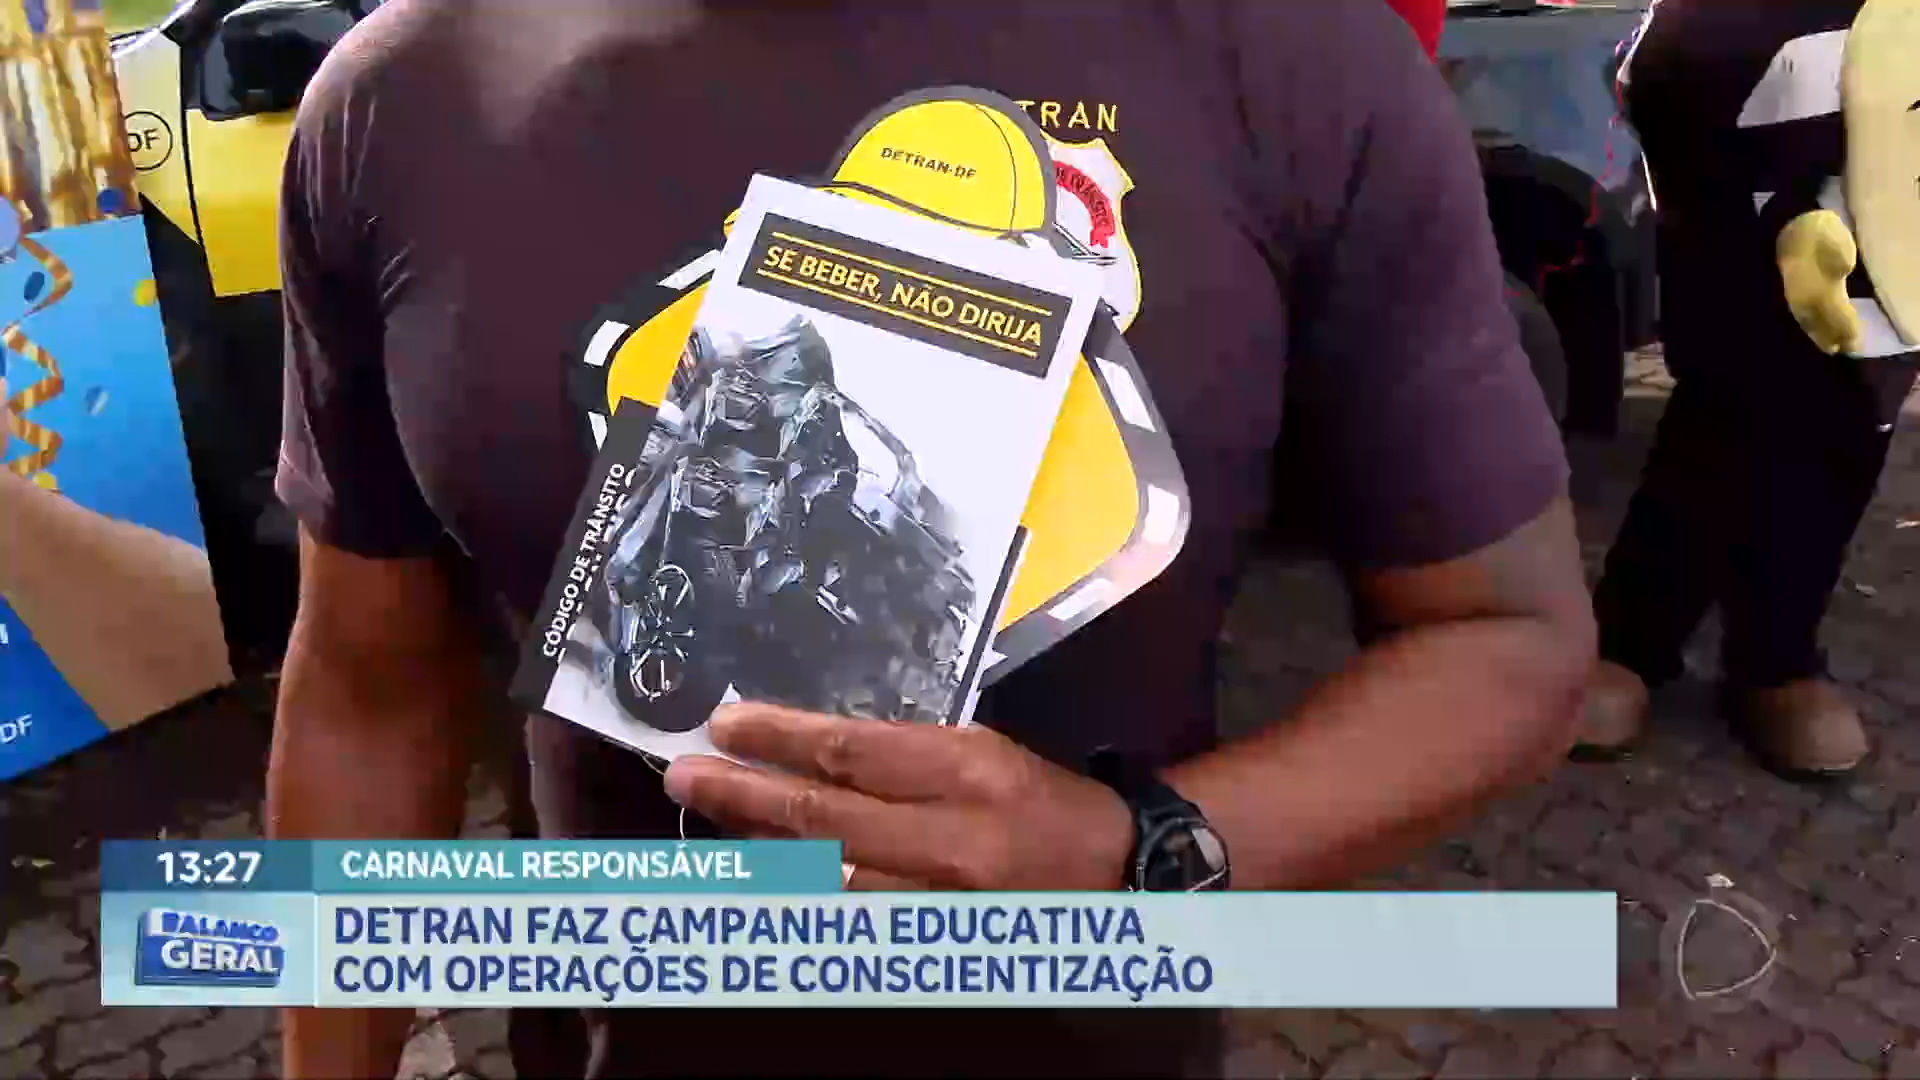 DF
TRAN
DETRAN-DF
SE BEBER, NÃO DIRIJA
CÓDIGO DE TRÂNSITO
DF
13:27
CARNAVAL RESPONSÁVEL
BALANÇO
GERAL
DETRAN FAZ CAMPANHA EDUCATIVA
COM OPERAÇÕES DE CONSCIENTIZAÇÃO